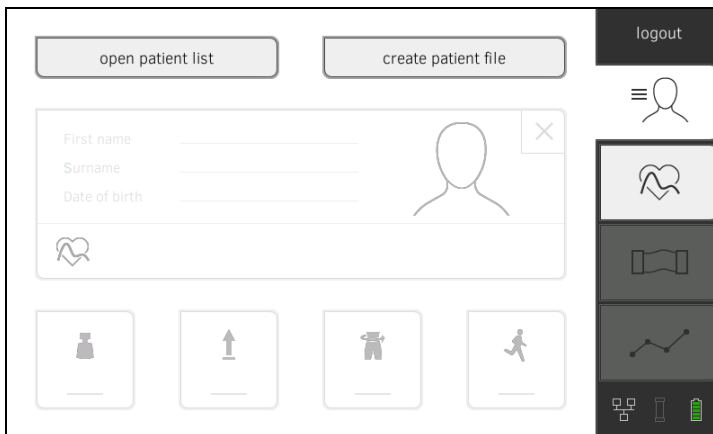 open patient list
create patient file
logout
First name
Surname
Date of birth